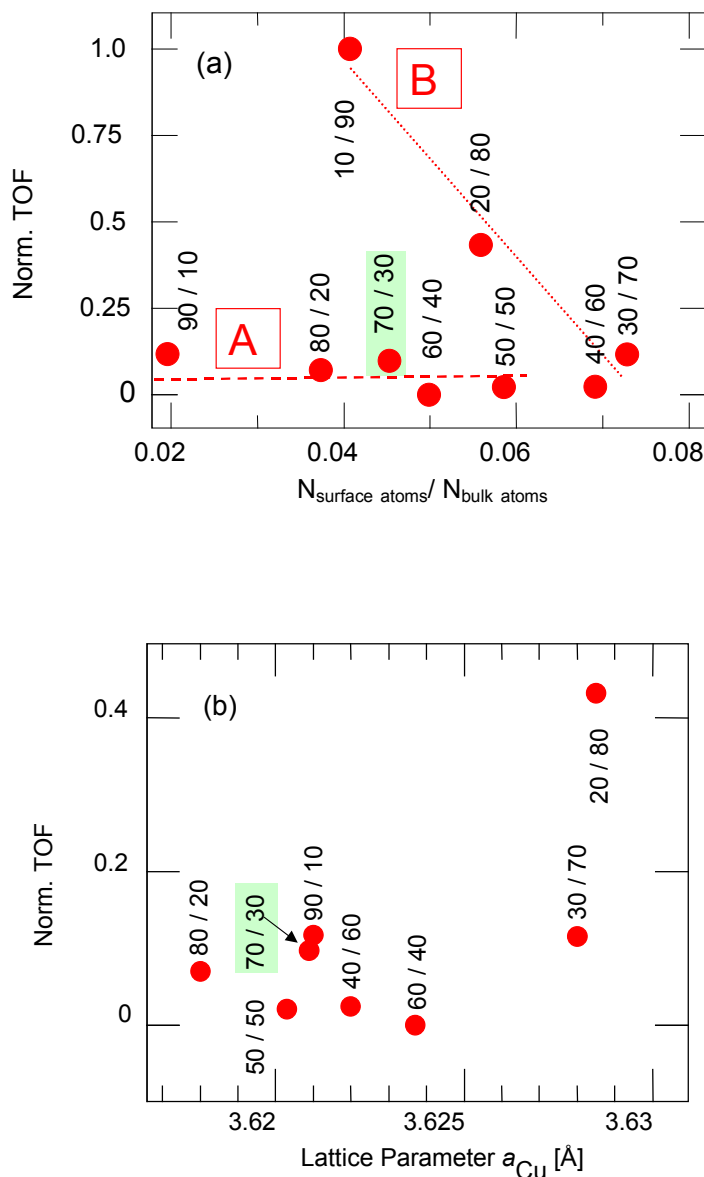 (a)
B
A
1.0
0.75
0.5
0.25
0
Norm. TOF
90 / 10
80 / 20
70 / 30
10 / 90
60 / 40
20 / 80
50 / 50
40 / 60
30 / 70
0.02 0.04 0.06 0.08
Nsurface atoms/ Nbulk atoms
(b)
0.4
0.2
0
Norm. TOF
80 / 20
70 / 30
50 / 50
90 / 10
40 / 60
60 / 40
30 / 70
20 / 80
3.62 3.625 3.63
Lattice Parameter aCu [Å]